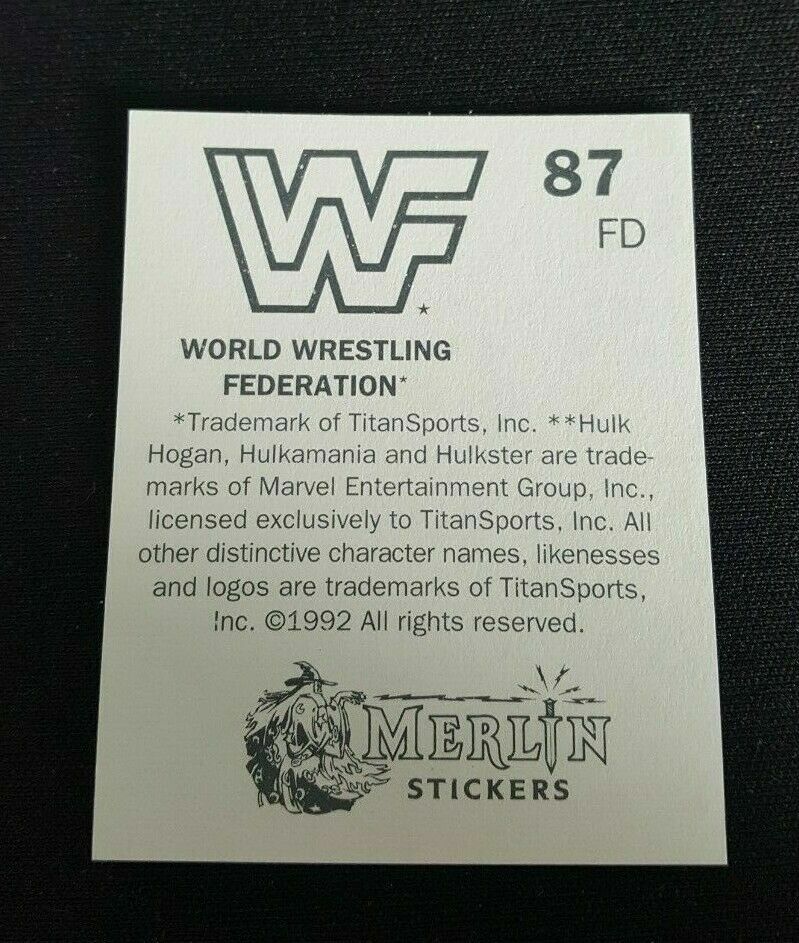 WF
87
FD
WORLD WRESTLING
FEDERATION*
*Trademark of TitanSports, Inc. **Hulk
Hogan, Hulkamania and Hulkster are trade-
marks of Marvel Entertainment Group, Inc.,
licensed exclusively to TitanSports, Inc. All
other distinctive character names, likenesses
and logos are trademarks of TitanSports,
Inc. ©1992 All rights reserved.
MERLIN
STICKERS